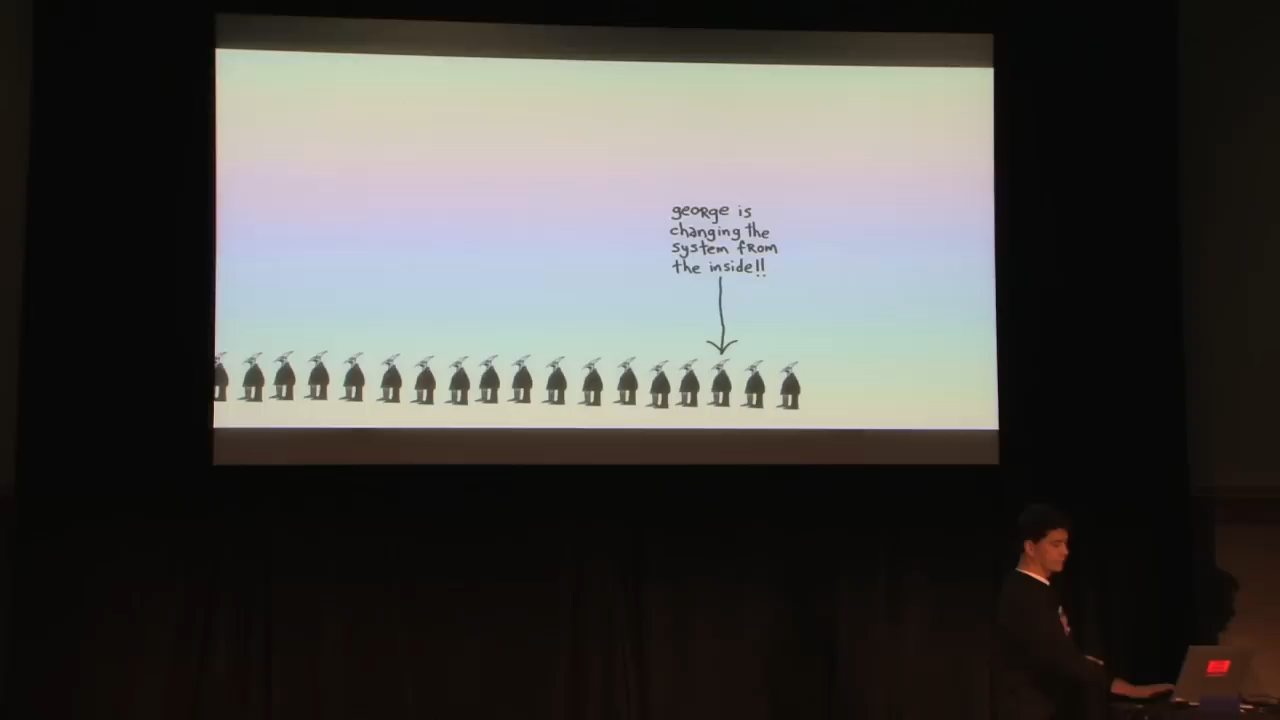 george is
changing the
system from
the inside!!